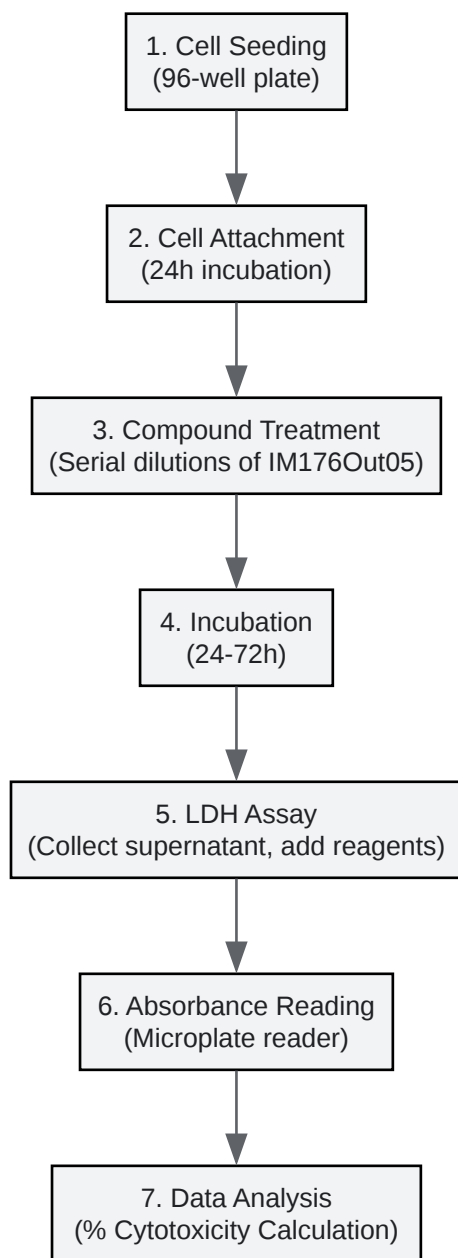 1. Cell Seeding
(96-well plate)
2. Cell Attachment
(24h incubation)
3. Compound Treatment
(Serial dilutions of IM176Out05)
4. Incubation
(24-72h)
5. LDH Assay
(Collect supernatant, add reagents)
6. Absorbance Reading
(Microplate reader)
7. Data Analysis
(% Cytotoxicity Calculation)